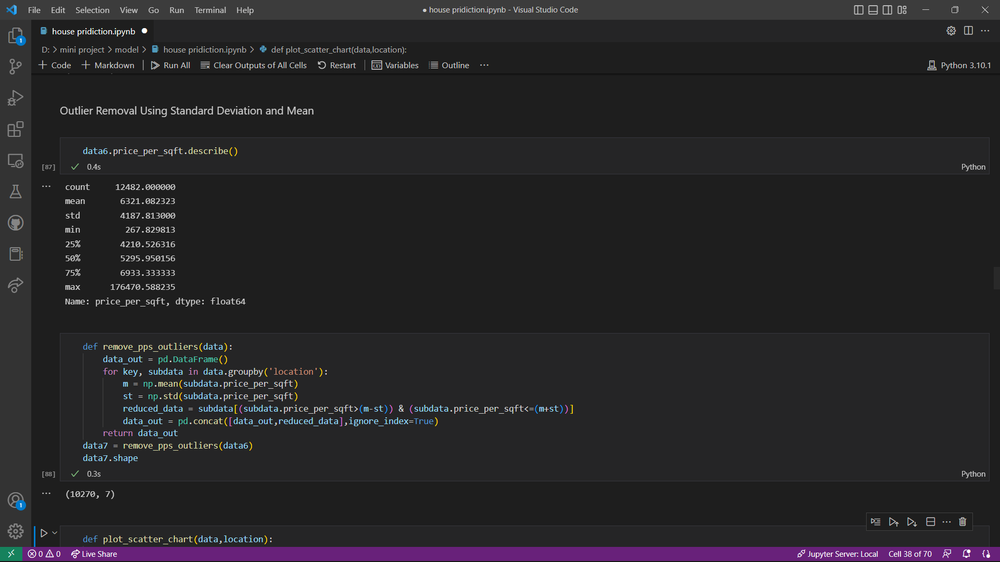 File Edit Selection View Go Run Terminal Help
● house pridiction.ipynb - Visual Studio Code
house pridiction.ipynb ●
D: > mini project > model > house pridiction.ipynb > def plot_scatter_chart(data,location):
+ Code + Markdown | Run All Clear Outputs of All Cells Restart | Variables Outline ···
Python 3.10.1
Outlier Removal Using Standard Deviation and Mean
data6.price_per_sqft.describe()
[87] ✓ 0.4s Python
count 12482.000000
mean 6321.082323
std 4187.813000
min 267.829813
25% 4210.526316
50% 5295.950156
75% 6933.333333
max 176470.588235
Name: price_per_sqft, dtype: float64
def remove_pps_outliers(data):
data_out = pd.DataFrame()
for key, subdata in data.groupby('location'):
m = np.mean(subdata.price_per_sqft)
st = np.std(subdata.price_per_sqft)
reduced_data = subdata[(subdata.price_per_sqft>(m-st)) & (subdata.price_per_sqft<=(m+st))]
data_out = pd.concat([data_out,reduced_data],ignore_index=True)
return data_out
data7 = remove_pps_outliers(data6)
data7.shape
[88] ✓ 0.3s Python
(10270, 7)
def plot_scatter_chart(data,location):
0 0 Live Share
Jupyter Server: Local Cell 38 of 70
1
1